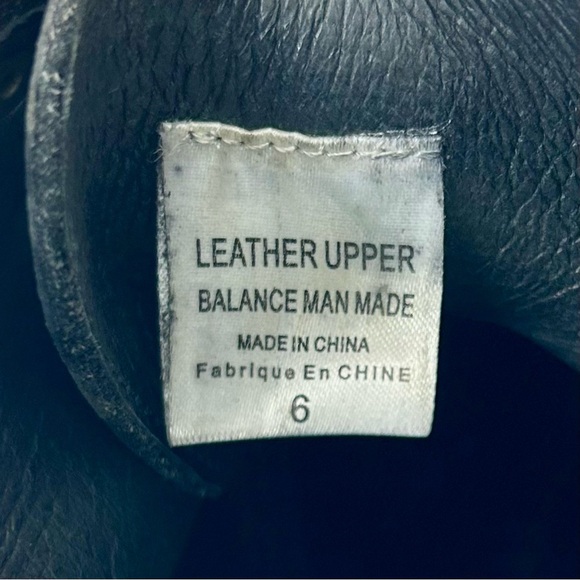 LEATHER UPPER
BALANCE MAN MADE
MADE IN CHINA
Fabrique En CHINE
6